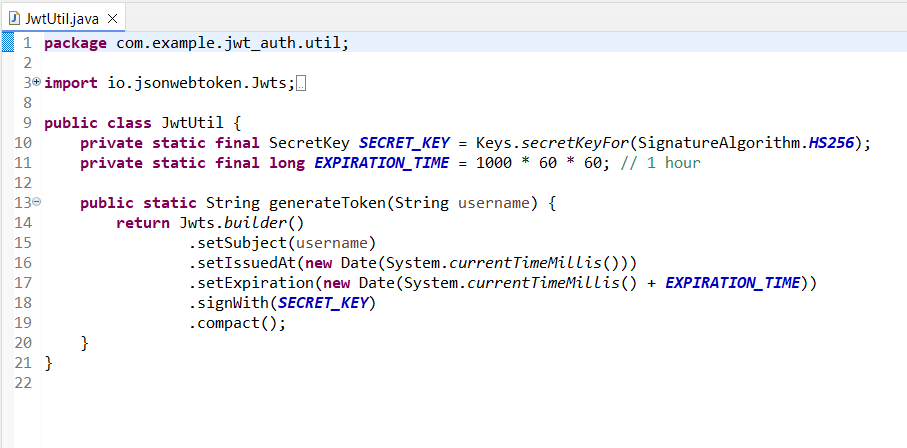 JwtUtil.java
1 package com.example.jwt_auth.util;
2
3 import io.jsonwebtoken.Jwts;
8
9 public class JwtUtil {
10     private static final SecretKey SECRET_KEY = Keys.secretKeyFor(SignatureAlgorithm.HS256);
11     private static final long EXPIRATION_TIME = 1000 * 60 * 60; // 1 hour
12
13     public static String generateToken(String username) {
14         return Jwts.builder()
15                 .setSubject(username)
16                 .setIssuedAt(new Date(System.currentTimeMillis()))
17                 .setExpiration(new Date(System.currentTimeMillis() + EXPIRATION_TIME))
18                 .signWith(SECRET_KEY)
19                 .compact();
20     }
21 }
22